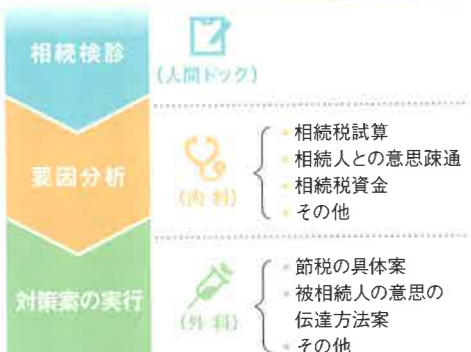 相続検診
(人間ドック)
要因分析
(内科)
相続税試算
相続人との意思疎通
相続税資金
その他
対策案の実行
(外科)
節税の具体案
被相続人の意思の
伝達方法案
その他